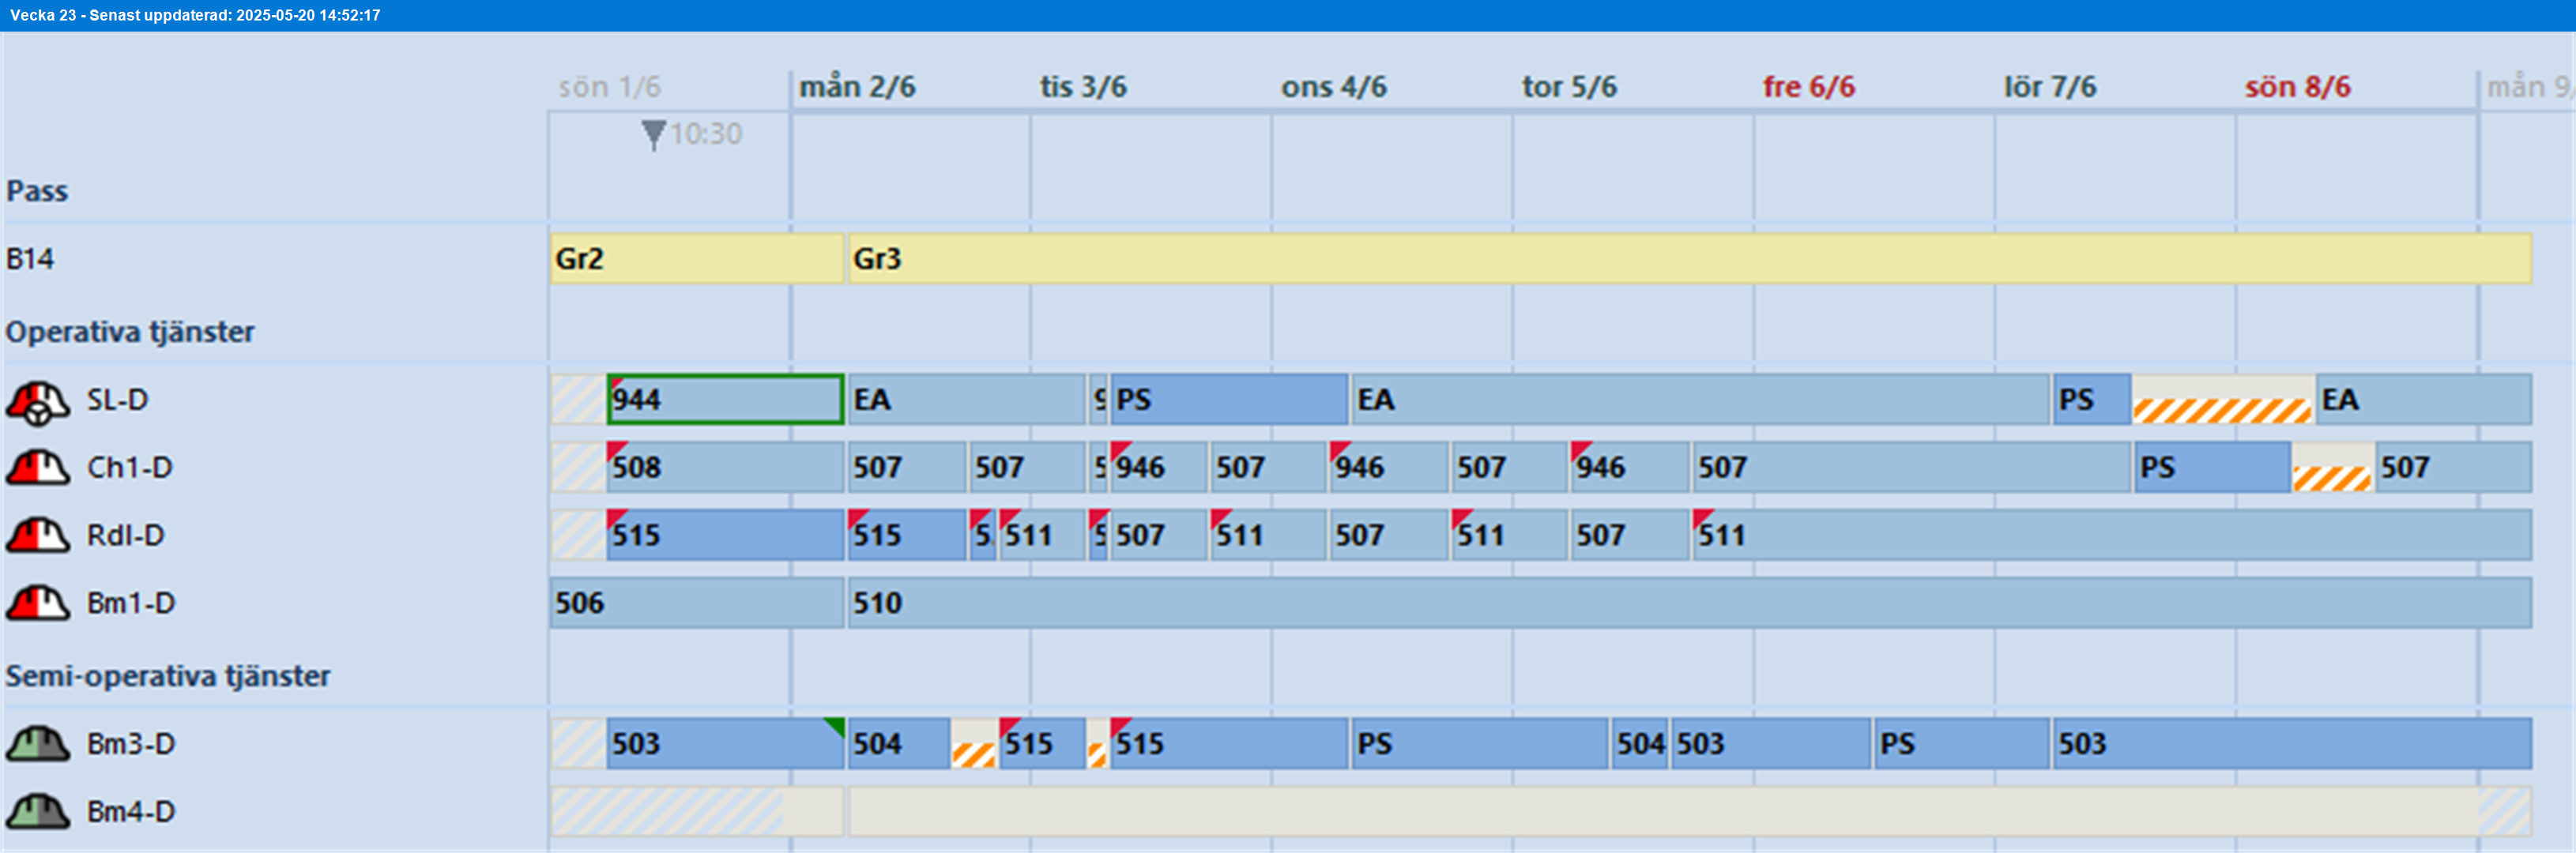 Vecka 23 - Senast uppdaterad: 2025-05-20 14:52:17
sön 1/6 mån 2/6 tis 3/6 ons 4/6 tor 5/6 fre 6/6 lör 7/6 sön 8/6 mån 9/
10:30
Pass
B14 Gr2 Gr3
Operativa tjänster
SL-D 944 EA 9 PS EA PS EA
Ch1-D 508 507 507 5 946 507 946 507 946 507 PS 507
Rdl-D 515 515 5. 511 5 507 511 507 511 507 511
Bm1-D 506 510
Semi-operativa tjänster
Bm3-D 503 504 515 515 PS 504 503 PS 503
Bm4-D